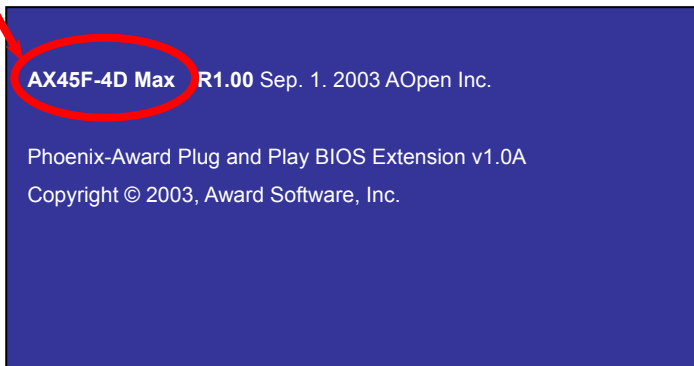 AX45F-4D Max R1.00 Sep. 1. 2003 AOpen Inc.
Phoenix-Award Plug and Play BIOS Extension v1.0A
Copyright © 2003, Award Software, Inc.